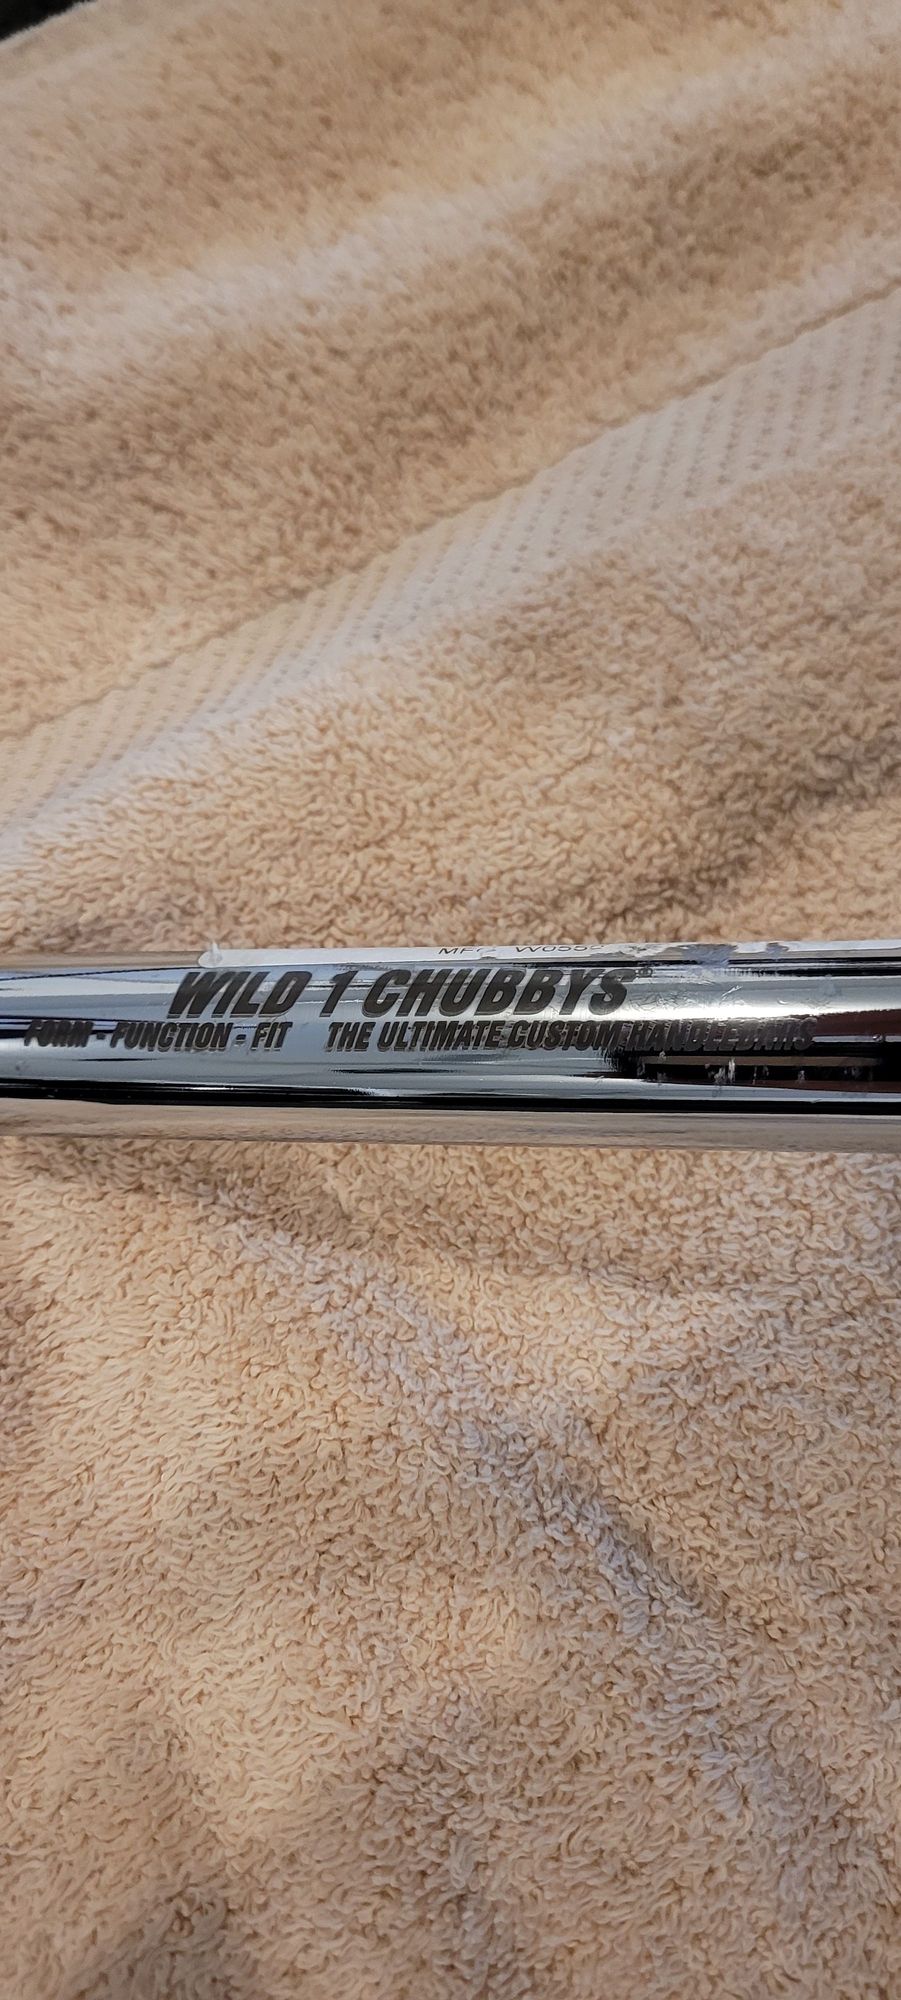 WILD 1 CHUBBYS®
FORM - FUNCTION - FIT THE ULTIMATE CUSTOM HANDLEBARS